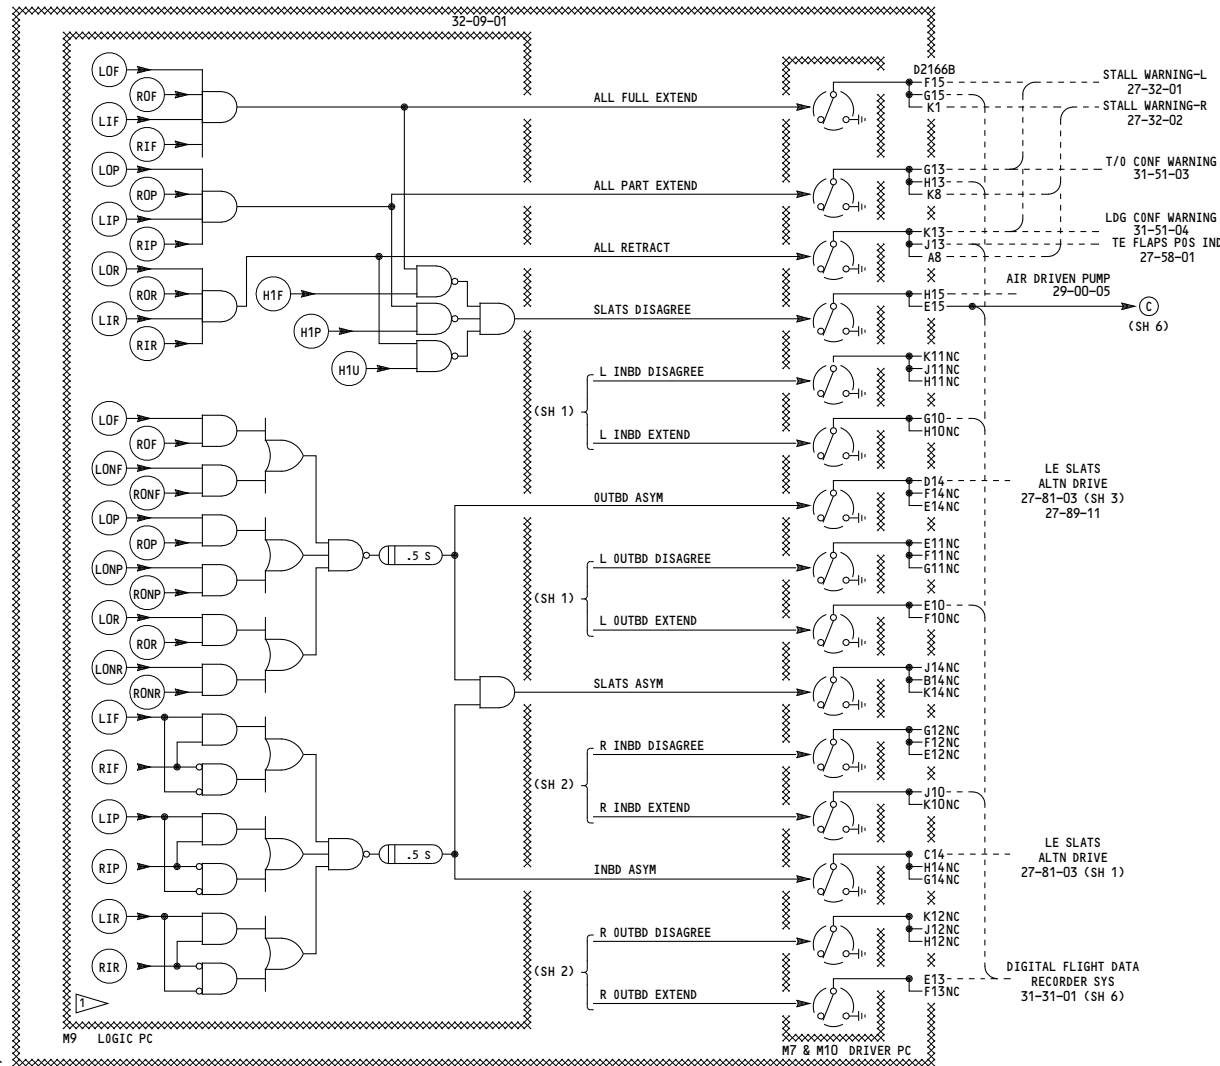 32-09-01
LOF
ROF
LIF
RIF
LOP
ROP
LIP
RIP
LOR
ROR
LIR
RIR
H1F
H1P
H1U
ALL FULL EXTEND
ALL PART EXTEND
ALL RETRACT
SLATS DISAGREE
(SH 1)
L INBD DISAGREE
L INBD EXTEND
OUTBD ASYM
(SH 1)
L OUTBD DISAGREE
L OUTBD EXTEND
SLATS ASYM
(SH 2)
R INBD DISAGREE
R INBD EXTEND
INBD ASYM
(SH 2)
R OUTBD DISAGREE
R OUTBD EXTEND
LOF
ROF
LONF
RONF
LOP
ROP
LONP
RONP
LOR
ROR
LONR
RONR
LIF
RIF
LIP
RIP
LIR
RIR
.5 S
.5 S
1
M9 LOGIC PC
M7 & M10 DRIVER PC
D2166B
F15
G15
K1
G13
H13
K8
K13
J13
A8
H15
E15
K11NC
J11NC
H11NC
G10
H10NC
D14
F14NC
E14NC
E11NC
F11NC
G11NC
E10
F10NC
J14NC
B14NC
K14NC
G12NC
F12NC
E12NC
J10
K10NC
C14
H14NC
G14NC
K12NC
J12NC
H12NC
E13
F13NC
STALL WARNING-L
27-32-01
STALL WARNING-R
27-32-02
T/O CONF WARNING
31-51-03
LDG CONF WARNING
31-51-04
TE FLAPS POS IND
27-58-01
AIR DRIVEN PUMP
29-00-05
C
(SH 6)
LE SLATS
ALTN DRIVE
27-81-03 (SH 3)
27-89-11
LE SLATS
ALTN DRIVE
27-81-03 (SH 1)
DIGITAL FLIGHT DATA
RECORDER SYS
31-31-01 (SH 6)